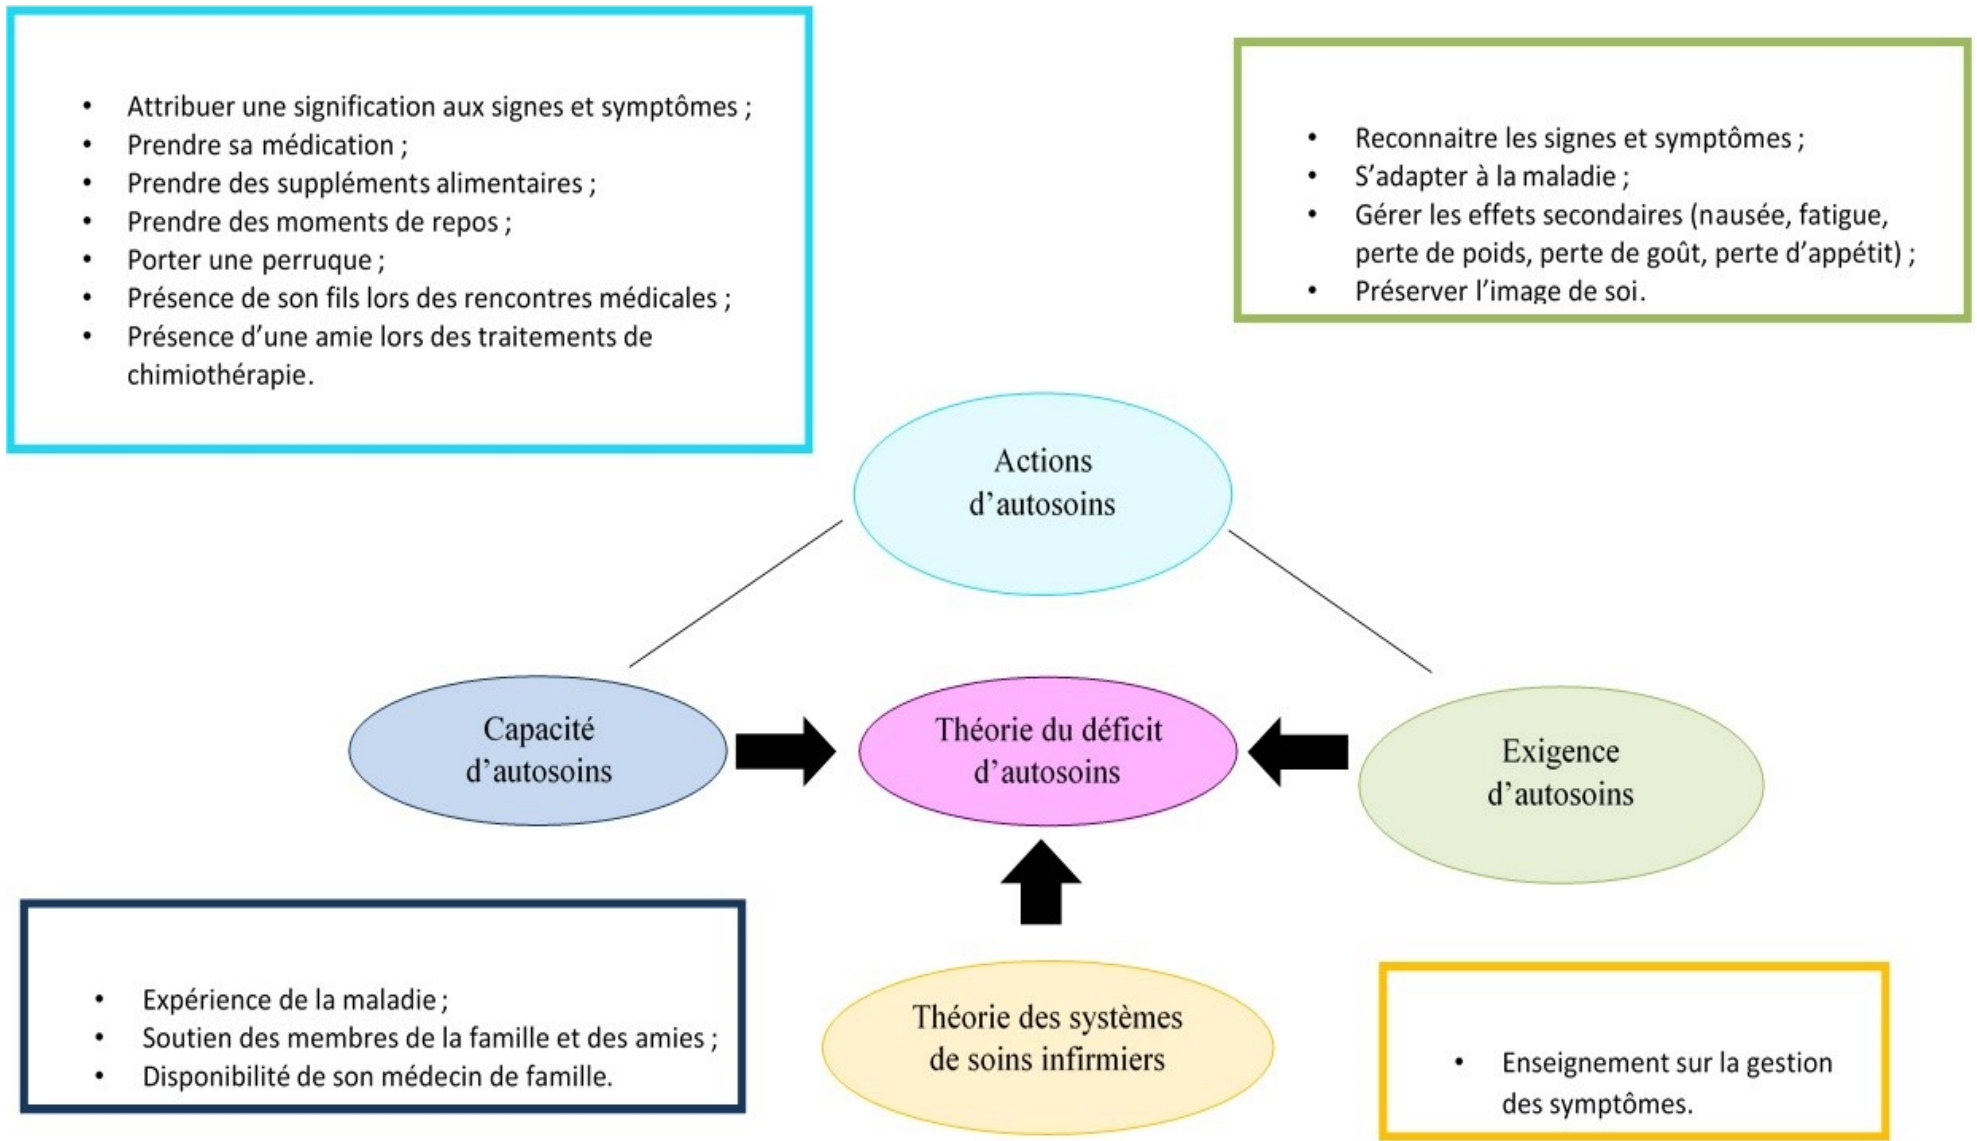 • Attribuer une signification aux signes et symptômes ;
• Prendre sa médication ;
• Prendre des suppléments alimentaires ;
• Prendre des moments de repos ;
• Porter une perruque ;
• Présence de son fils lors des rencontres médicales ;
• Présence d’une amie lors des traitements de
chimiothérapie.
• Reconnaitre les signes et symptômes ;
• S’adapter à la maladie ;
• Gérer les effets secondaires (nausée, fatigue,
perte de poids, perte de goût, perte d’appétit) ;
• Préserver l’image de soi.
Actions
d’autosoins
Capacité
d’autosoins
Théorie du déficit
d’autosoins
Exigence
d’autosoins
• Expérience de la maladie ;
• Soutien des membres de la famille et des amies ;
• Disponibilité de son médecin de famille.
Théorie des systèmes
de soins infirmiers
• Enseignement sur la gestion
des symptômes.